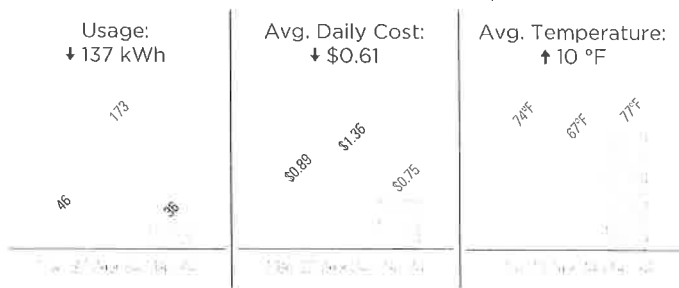 Usage:
↓ 137 kWh
173
46
36
Avg. Daily Cost:
↓ $0.61
$0.89
$1.36
$0.75
Avg. Temperature:
↑ 10 °F
74°F
67°F
77°F